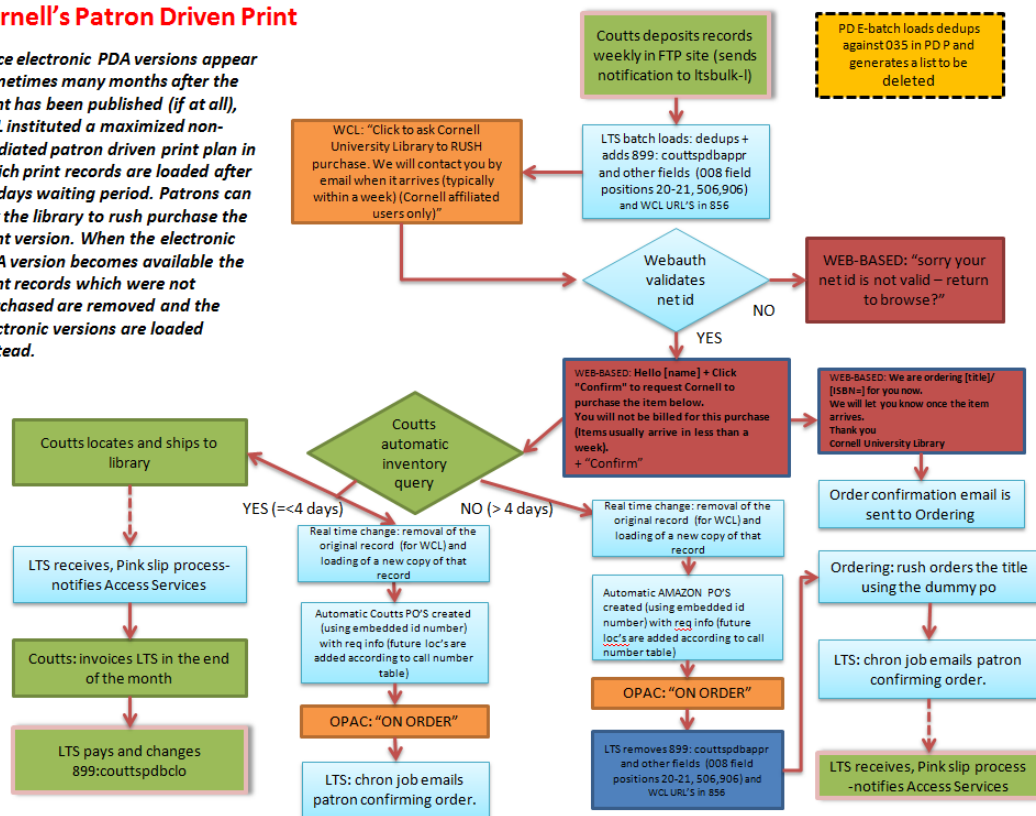 rnell's Patron Driven Print
ce electronic PDA versions appear
metimes many months after the
nt has been published (if at all),
L instituted a maximized non-
diated patron driven print plan in
ich print records are loaded after
days waiting period. Patrons can
the library to rush purchase the
nt version. When the electronic
A version becomes available the
nt records which were not
rchased are removed and the
ctronic versions are loaded
tead.
Coutts deposits records
weekly in FTP site (sends
notification to ltsbulk-l)
PD E-batch loads dedups
against 035 in PD P and
generates a list to be
deleted
WCL: “Click to ask Cornell
University Library to RUSH
purchase. We will contact you by
email when it arrives (typically
within a week) (Cornell affiliated
users only)”
LTS batch loads: dedups +
adds 899: couttspdbappr
and other fields (008 field
positions 20-21, 506,906)
and WCL URL'S in 856
Webauth
validates
net id
NO
YES
WEB-BASED: “sorry your
net id is not valid – return
to browse?”
WEB-BASED: Hello [name] + Click
"Confirm" to request Cornell to
purchase the item below.
You will not be billed for this purchase
(Items usually arrive in less than a
week).
+ “Confirm”
WEB-BASED: We are ordering [title]/
[ISBN=] for you now.
We will let you know once the item
arrives.
Thank you
Cornell University Library
Order confirmation email is
sent to Ordering
Coutts
automatic
inventory
query
YES (=<4 days)
NO (> 4 days)
Coutts locates and ships to
library
LTS receives, Pink slip process-
notifies Access Services
Coutts: invoices LTS in the end
of the month
LTS pays and changes
899:couttspdbclo
Real time change: removal of the
original record (for WCL) and
loading of a new copy of that
record
Automatic Coutts PO'S created
(using embedded id number)
with req info (future loc's are
added according to call number
table)
OPAC: “ON ORDER”
LTS: chron job emails
patron confirming order.
Real time change: removal of the
original record (for WCL) and
loading of a new copy of that
record
Automatic AMAZON PO'S
created (using embedded id
number) with req info (future
loc's are added according to call
number table)
OPAC: “ON ORDER”
LTS removes 899: couttspdbappr
and other fields (008 field
positions 20-21, 506,906) and
WCL URL'S in 856
Ordering: rush orders the title
using the dummy po
LTS: chron job emails patron
confirming order.
LTS receives, Pink slip process
-notifies Access Services